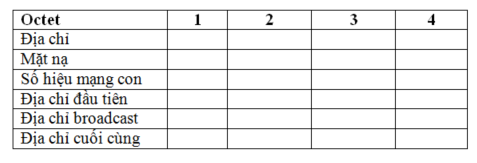 Octet 1 2 3 4
Địa chỉ
Mặt nạ
Số hiệu mạng con
Địa chỉ đầu tiên
Địa chỉ broadcast
Địa chỉ cuối cùng